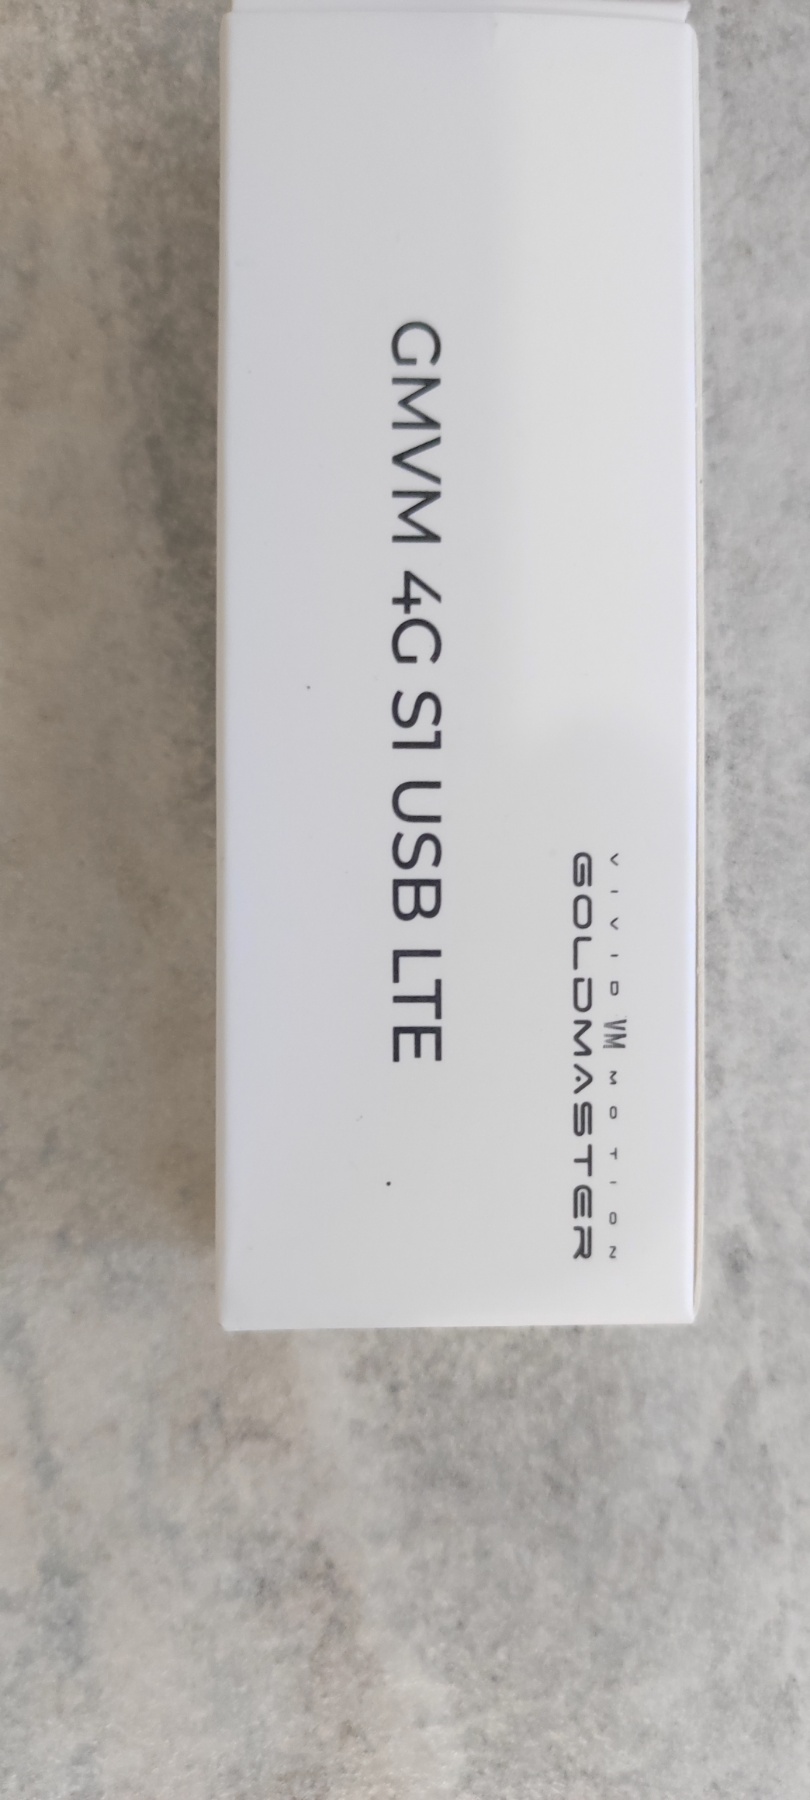 VIVID VM MOTION
GOLDMASTER
GMVM 4G S1 USB LTE